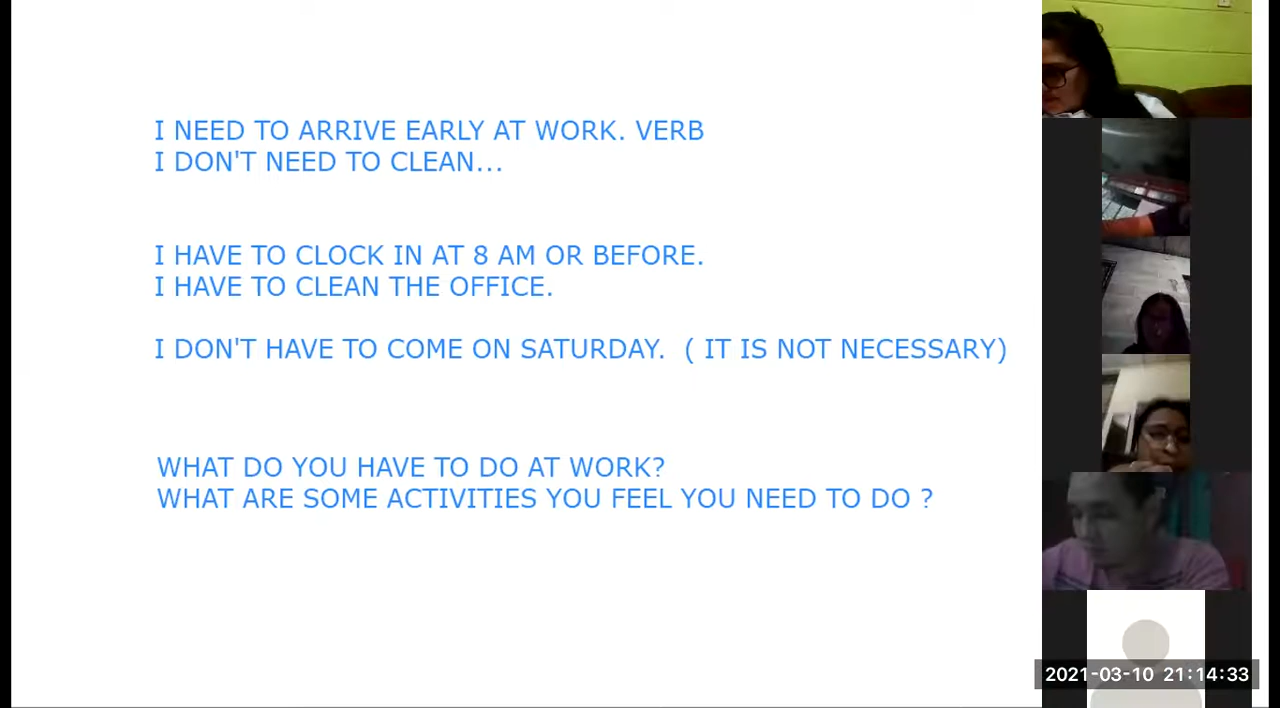 I NEED TO ARRIVE EARLY AT WORK. VERB
I DON'T NEED TO CLEAN...
I HAVE TO CLOCK IN AT 8 AM OR BEFORE.
I HAVE TO CLEAN THE OFFICE.
I DON'T HAVE TO COME ON SATURDAY.  ( IT IS NOT NECESSARY)
WHAT DO YOU HAVE TO DO AT WORK?
WHAT ARE SOME ACTIVITIES YOU FEEL YOU NEED TO DO ?
2021-03-10 21:14:33